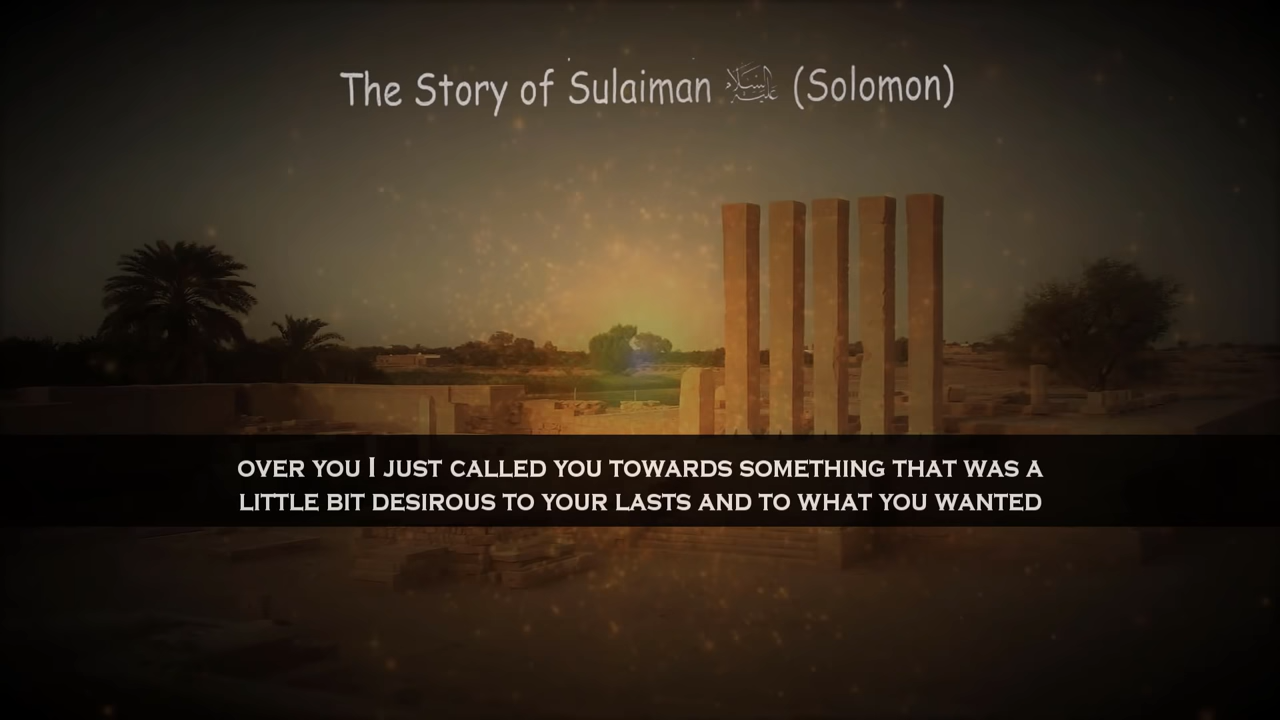 The Story of Sulaiman عليه السلام (Solomon)
OVER YOU I JUST CALLED YOU TOWARDS SOMETHING THAT WAS A
LITTLE BIT DESIROUS TO YOUR LASTS AND TO WHAT YOU WANTED